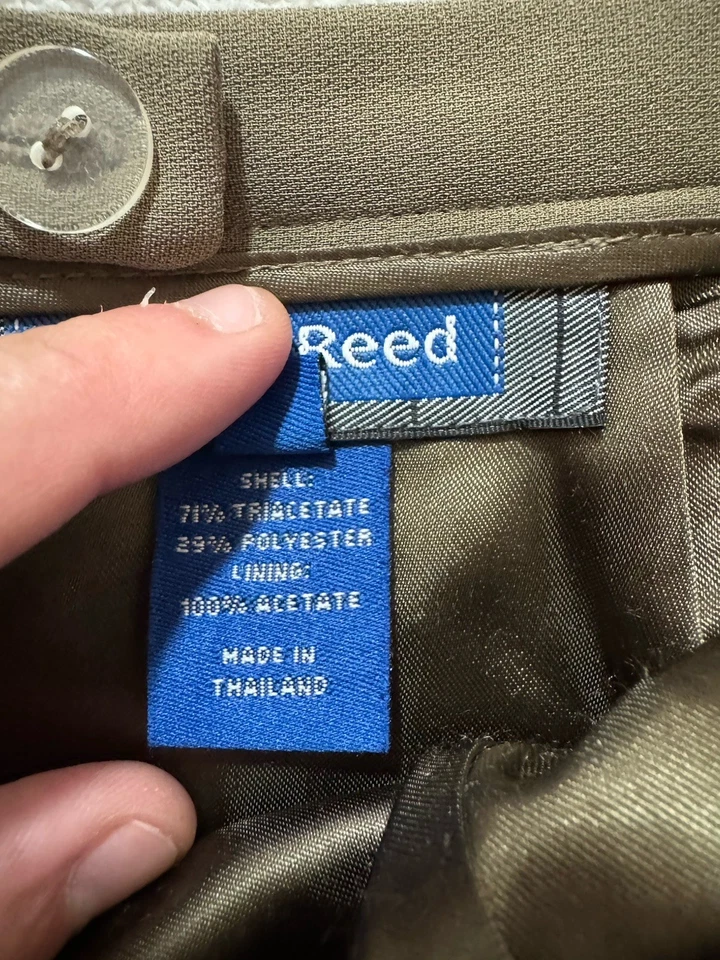 Reed
SHELL:
71% TRIACETATE
29% POLYESTER
LINING:
100% ACETATE
MADE IN
THAILAND